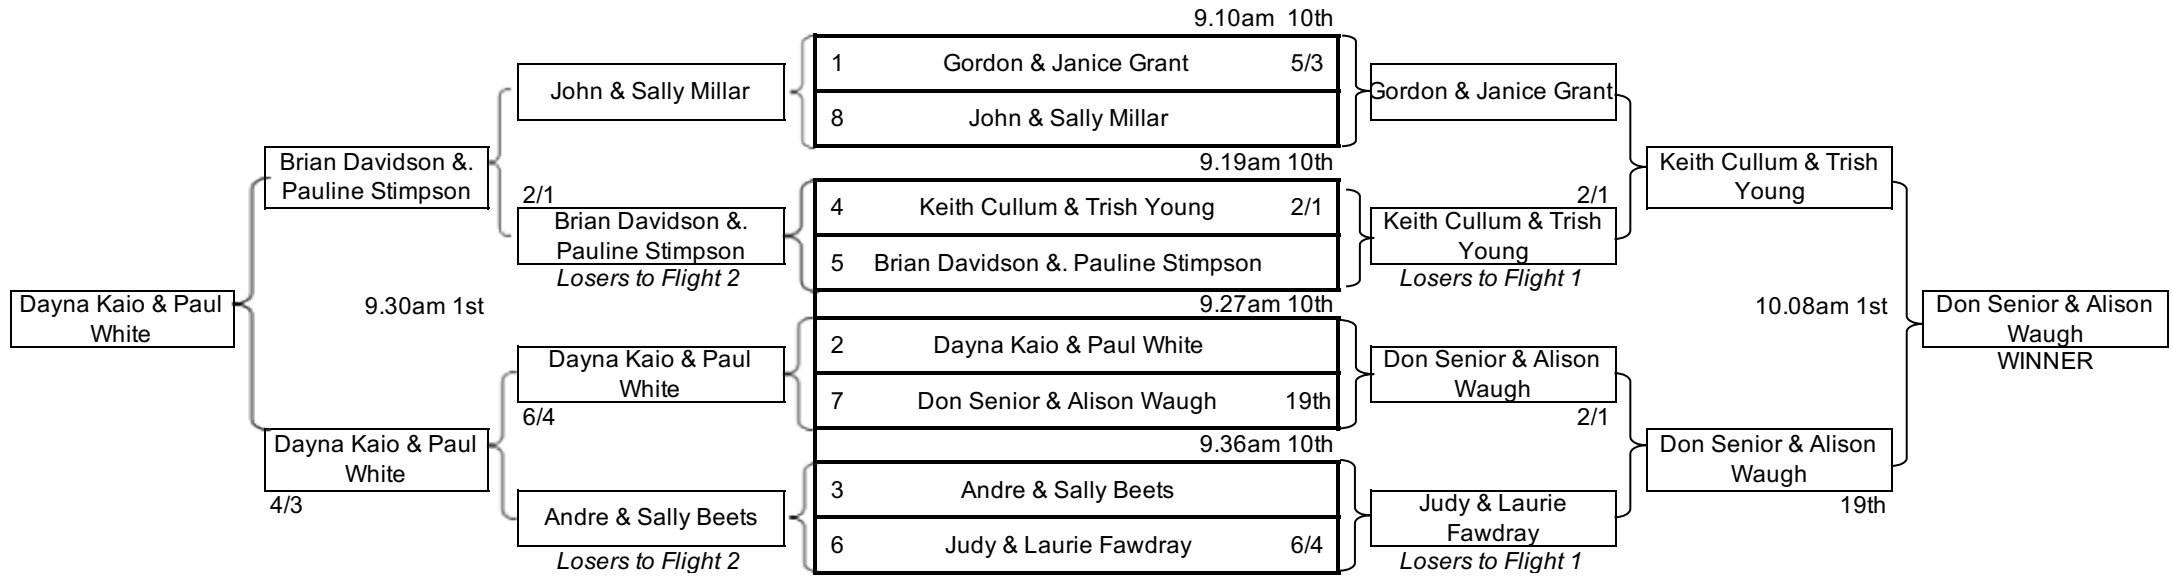 9.10am 10th
1 Gordon & Janice Grant 5/3
John & Sally Millar
Gordon & Janice Grant
8 John & Sally Millar
Brian Davidson &.
Pauline Stimpson
9.19am 10th
Keith Cullum & Trish
Young
2/1
2/1
4 Keith Cullum & Trish Young 2/1
Brian Davidson &.
Pauline Stimpson
Keith Cullum & Trish
Young
5 Brian Davidson &. Pauline Stimpson
Losers to Flight 2
Losers to Flight 1
Dayna Kaio & Paul
White
9.30am 1st
9.27am 10th
10.08am 1st
Don Senior & Alison
Waugh
WINNER
2 Dayna Kaio & Paul White
Dayna Kaio & Paul
White
Don Senior & Alison
Waugh
7 Don Senior & Alison Waugh 19th
6/4
2/1
Dayna Kaio & Paul
White
9.36am 10th
Don Senior & Alison
Waugh
4/3
19th
3 Andre & Sally Beets
Andre & Sally Beets
Judy & Laurie
Fawdray
6 Judy & Laurie Fawdray 6/4
Losers to Flight 2
Losers to Flight 1